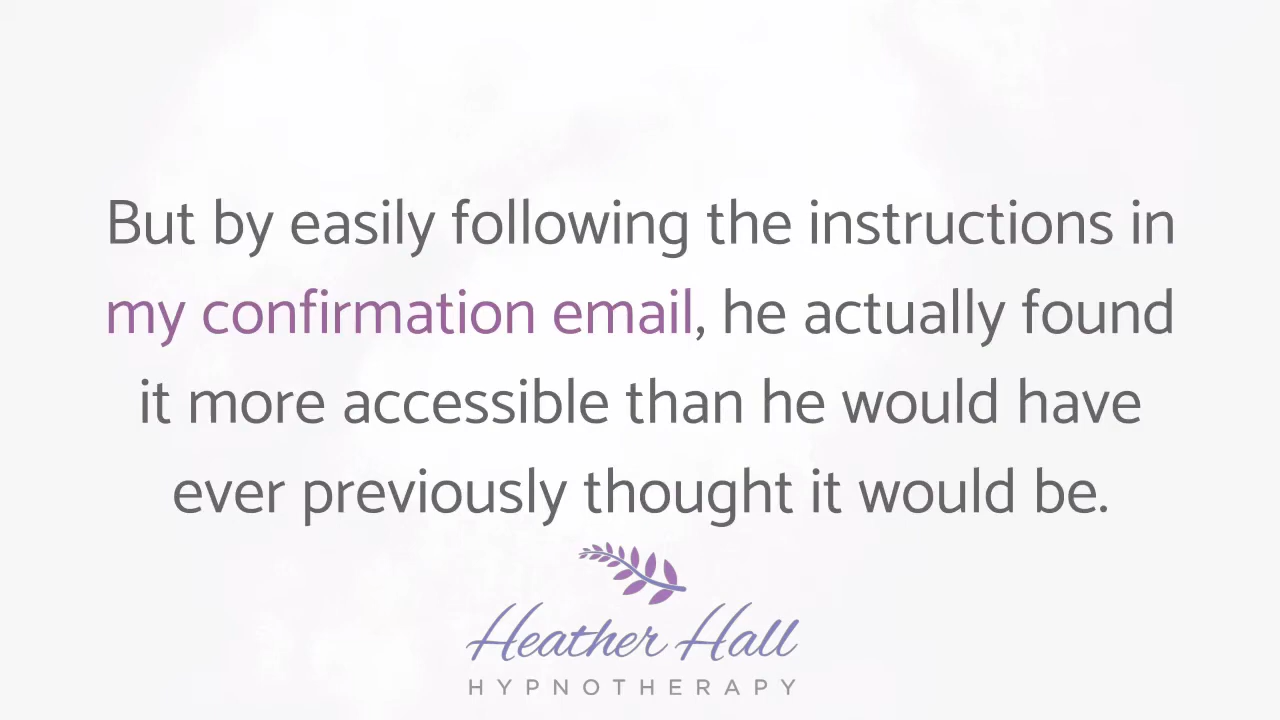 But by easily following the instructions in
my confirmation email, he actually found
it more accessible than he would have
ever previously thought it would be.
Heather Hall
HYPNOTHERAPY